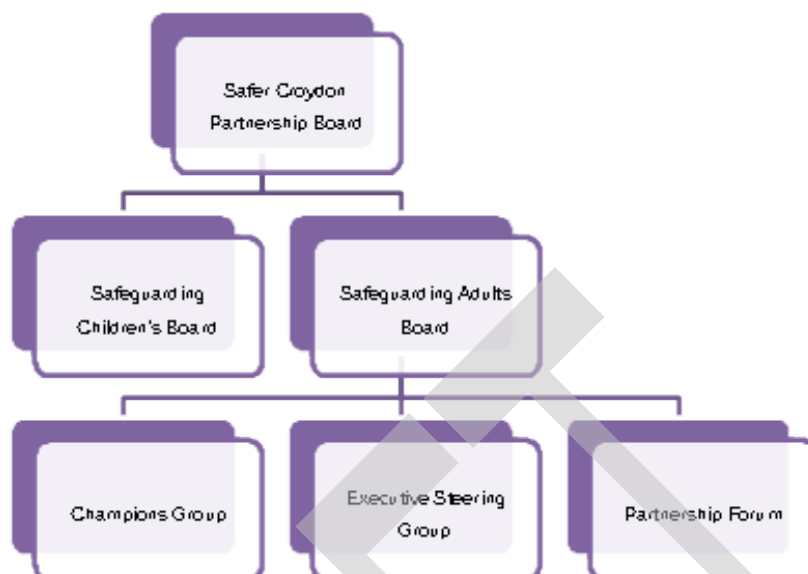 Safer Croydon
Partnership Board
Safeguarding
Children's Board
Safeguarding Adults
Board
Champions Group
Executive Steering
Group
Partnership Forum